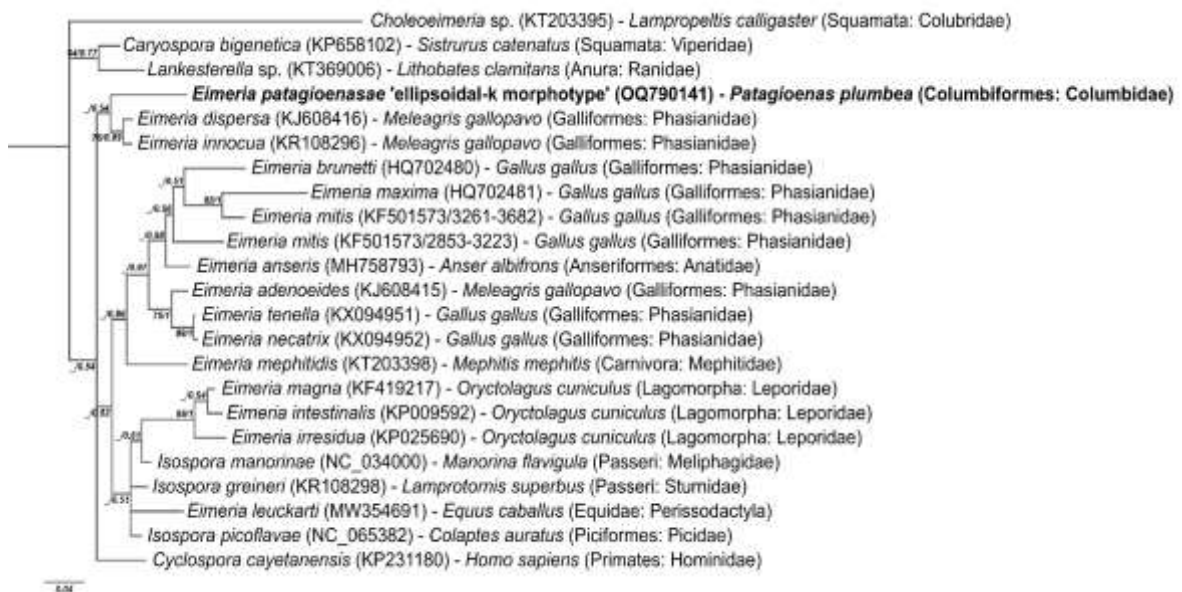 Choleoeimeria sp. (KT203395) - Lampropeltis calligaster (Squamata: Colubridae)
Caryospora bigenetica (KP658102) - Sistrurus catenatus (Squamata: Viperidae)
Lankesterella sp. (KT369006) - Lithobates clamitans (Anura: Ranidae)
Eimeria patagioenasae 'ellipsoidal-k morphotype' (OQ790141) - Patagioenas plumbea (Columbiformes: Columbidae)
Eimeria dispersa (KJ608416) - Meleagris gallopavo (Galliformes: Phasianidae)
Eimeria innocua (KR108296) - Meleagris gallopavo (Galliformes: Phasianidae)
Eimeria brunetti (HQ702480) - Gallus gallus (Galliformes: Phasianidae)
Eimeria maxima (HQ702481) - Gallus gallus (Galliformes: Phasianidae)
Eimeria mitis (KF501573/3261-3682) - Gallus gallus (Galliformes: Phasianidae)
Eimeria mitis (KF501573/2853-3223) - Gallus gallus (Galliformes: Phasianidae)
Eimeria anseris (MH758793) - Anser albifrons (Anseriformes: Anatidae)
Eimeria adenoeides (KJ608415) - Meleagris gallopavo (Galliformes: Phasianidae)
Eimeria tenella (KX094951) - Gallus gallus (Galliformes: Phasianidae)
Eimeria necatrix (KX094952) - Gallus gallus (Galliformes: Phasianidae)
Eimeria mephitidis (KT203398) - Mephitis mephitis (Carnivora: Mephitidae)
Eimeria magna (KF419217) - Oryctolagus cuniculus (Lagomorpha: Leporidae)
Eimeria intestinalis (KP009592) - Oryctolagus cuniculus (Lagomorpha: Leporidae)
Eimeria irresidua (KP025690) - Oryctolagus cuniculus (Lagomorpha: Leporidae)
Isospora manorinae (NC_034000) - Manorina flavigula (Passeri: Meliphagidae)
Isospora greineri (KR108298) - Lamprotornis superbus (Passeri: Sturnidae)
Eimeria leuckarti (MW354691) - Equus caballus (Equidae: Perissodactyla)
Isospora picoflavae (NC_065382) - Colaptes auratus (Piciformes: Picidae)
Cyclospora cayetanensis (KP231180) - Homo sapiens (Primates: Hominidae)